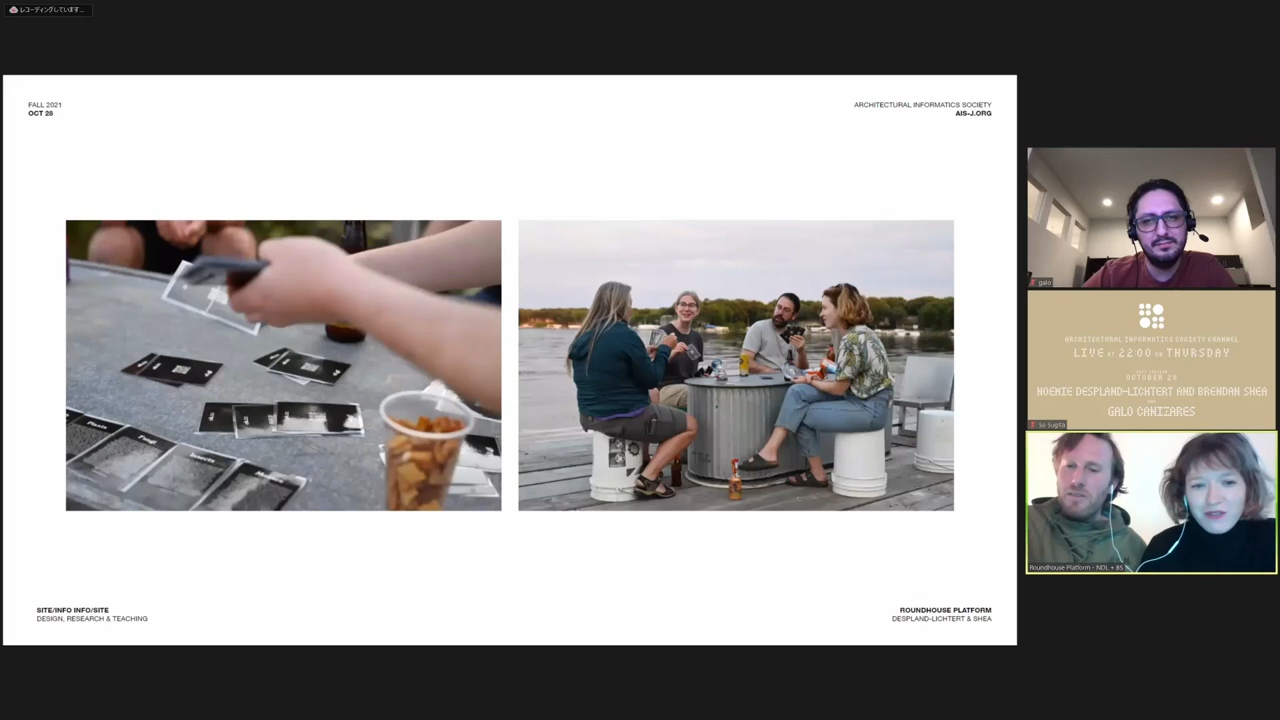 レコーディングしています...
FALL 2021
OCT 28
ARCHITECTURAL INFORMATICS SOCIETY
AIS-J.ORG
Plants
Fungi
Insects
SITE/INFO INFO/SITE
DESIGN, RESEARCH & TEACHING
ROUNDHOUSE PLATFORM
DESPLAND-LICHTERT & SHEA
galo
ARCHITECTURAL INFORMATICS SOCIETY CHANNEL
LIVE AT 22:00 ON THURSDAY
OCTOBER 28
NOEMIE DESPLAND-LICHTERT AND BRENDAN SHEA
GALO CANIZARES
so sugita
Roundhouse Platform - NDL + BS